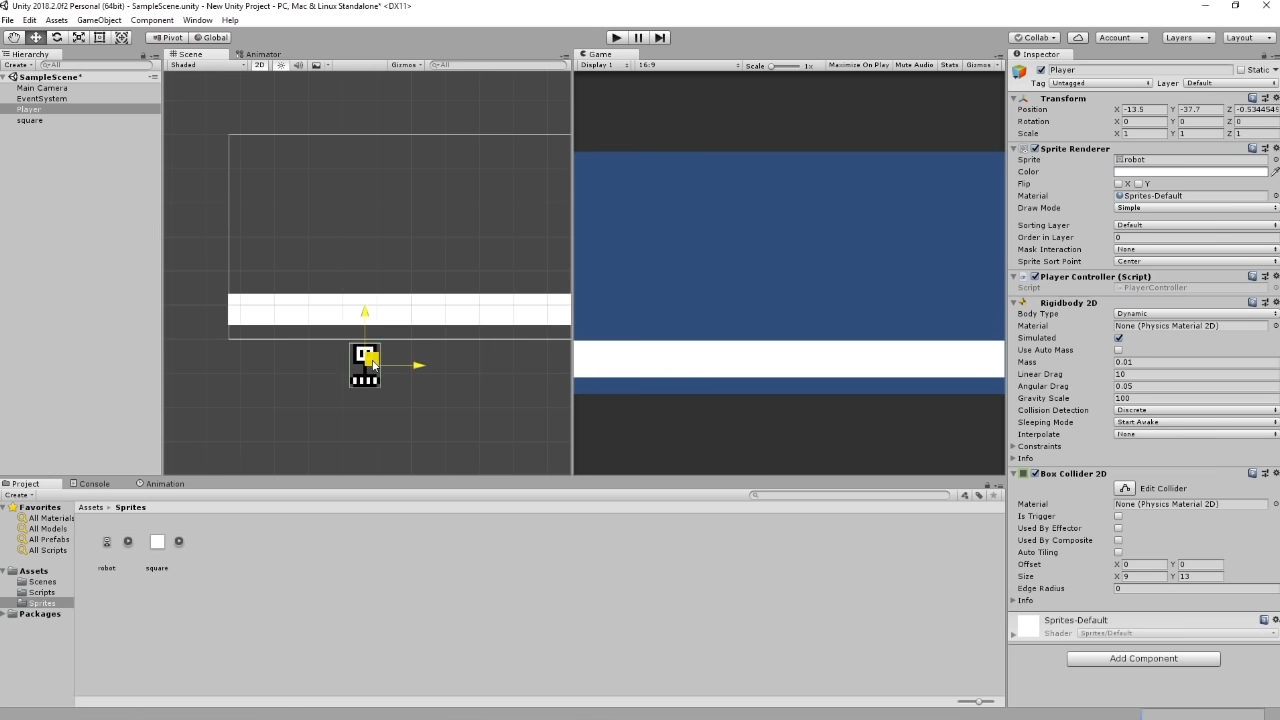 Unity 2018.2.0f2 Personal (64bit) - SampleScene.unity - New Unity Project - PC, Mac & Linux Standalone* <DX11>
File Edit Assets GameObject Component Window Help
Pivot Global Collab Account Layers Layout
Hierarchy
Create All
SampleScene*
Main Camera
EventSystem
Player
square
Scene Animator
Shaded 2D Gizmos All
Game
Display 1 16:9 Scale 1x Maximize On Play Mute Audio Stats Gizmos
Inspector
Player Static
Tag Untagged Layer Default
Transform
Position X -13.5 Y -37.7 Z -0.5344549
Rotation X 0 Y 0 Z 0
Scale X 1 Y 1 Z 1
Sprite Renderer
Sprite robot
Color
Flip X Y
Material Sprites-Default
Draw Mode Simple
Sorting Layer Default
Order in Layer 0
Mask Interaction None
Sprite Sort Point Center
Player Controller (Script)
Script PlayerController
Rigidbody 2D
Body Type Dynamic
Material None (Physics Material 2D)
Simulated
Use Auto Mass
Mass 0.01
Linear Drag 10
Angular Drag 0.05
Gravity Scale 100
Collision Detection Discrete
Sleeping Mode Start Awake
Interpolate None
Constraints
Info
Box Collider 2D
Edit Collider
Material None (Physics Material 2D)
Is Trigger
Used By Effector
Used By Composite
Auto Tiling
Offset X 0 Y 0
Size X 9 Y 13
Edge Radius 0
Info
Sprites-Default
Shader Sprites/Default
Add Component
Project Console Animation
Create
Favorites
All Materials
All Models
All Prefabs
All Scripts
Assets
Scenes
Scripts
Sprites
Packages
Assets Sprites
robot square